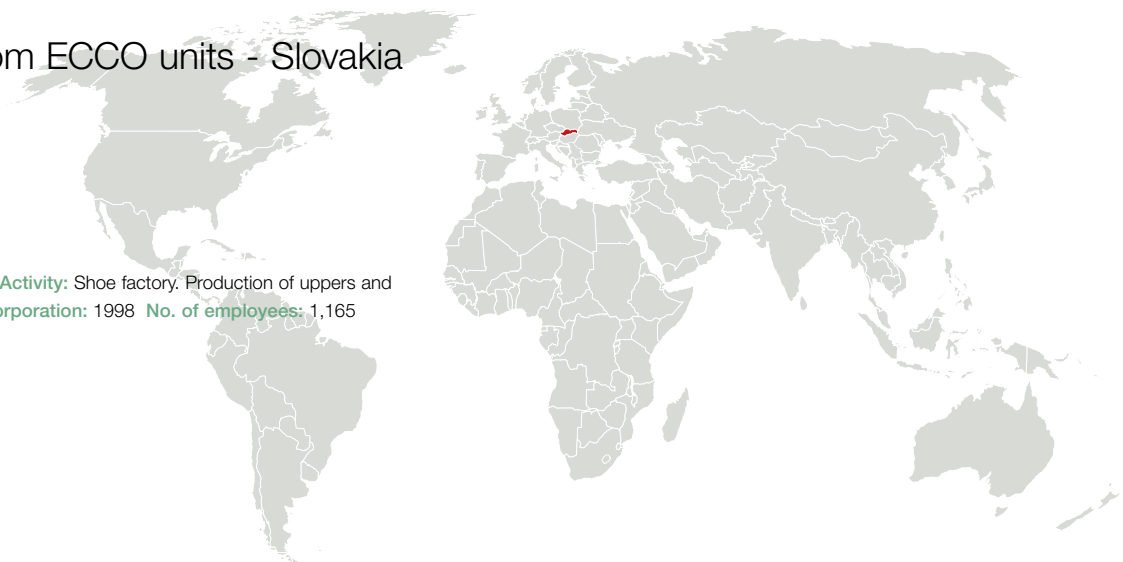 om ECCO units - Slovakia
Activity: Shoe factory. Production of uppers and
orporation: 1998 No. of employees: 1,165